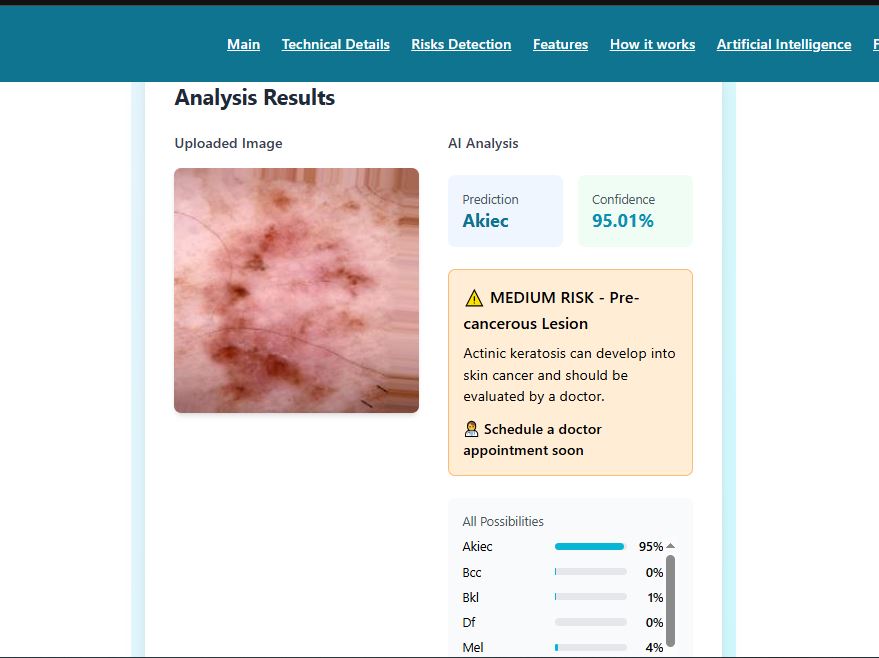 Main Technical Details Risks Detection Features How it works Artificial Intelligence
Analysis Results
Uploaded Image
AI Analysis
Prediction
Akiec
Confidence
95.01%
⚠️ MEDIUM RISK - Pre-
cancerous Lesion
Actinic keratosis can develop into
skin cancer and should be
evaluated by a doctor.
👩‍⚕️ Schedule a doctor
appointment soon
All Possibilities
Akiec 95%
Bcc 0%
Bkl 1%
Df 0%
Mel 4%